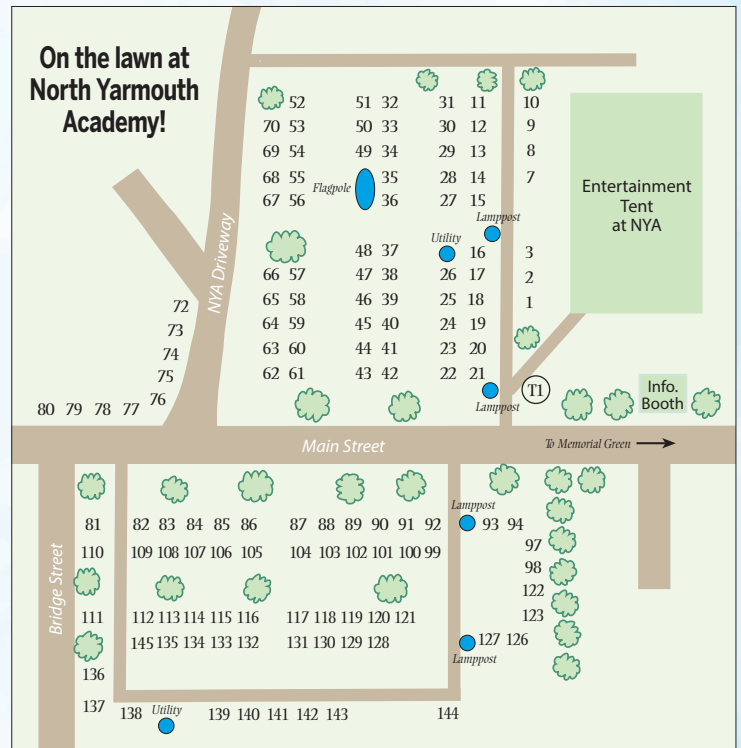 On the lawn at
North Yarmouth
Academy!
52 51 32 31 11 10
70 53 50 33 30 12 9
69 54 49 34 29 13 8
68 55 35 28 14 7
Flagpole
67 56 36 27 15
Entertainment
Tent
at NYA
Lamppost
Utility
48 37 16 3
NYA Driveway
66 57 47 38 26 17 2
65 58 46 39 25 18 1
72
64 59 45 40 24 19
73
63 60 44 41 23 20
74
62 61 43 42 22 21
75
76
T1
Lamppost
Info.
Booth
80 79 78 77
Main Street
To Memorial Green
Lamppost
81 82 83 84 85 86 87 88 89 90 91 92 93 94
110 109 108 107 106 105 104 103 102 101 100 99
97
98
Bridge Street
122
123
111 112 113 114 115 116 117 118 119 120 121
145 135 134 133 132 131 130 129 128 127 126
Lamppost
136
137 138 Utility 139 140 141 142 143 144